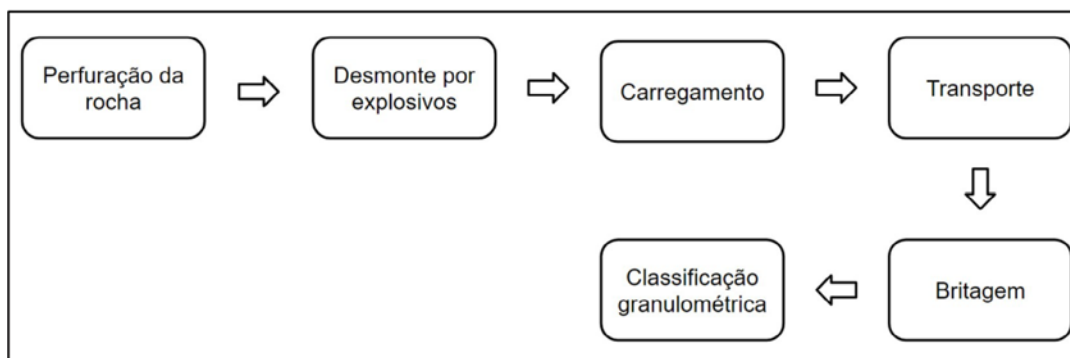 Perfuração da
rocha
Desmonte por
explosivos
Carregamento
Transporte
Britagem
Classificação
granulométrica